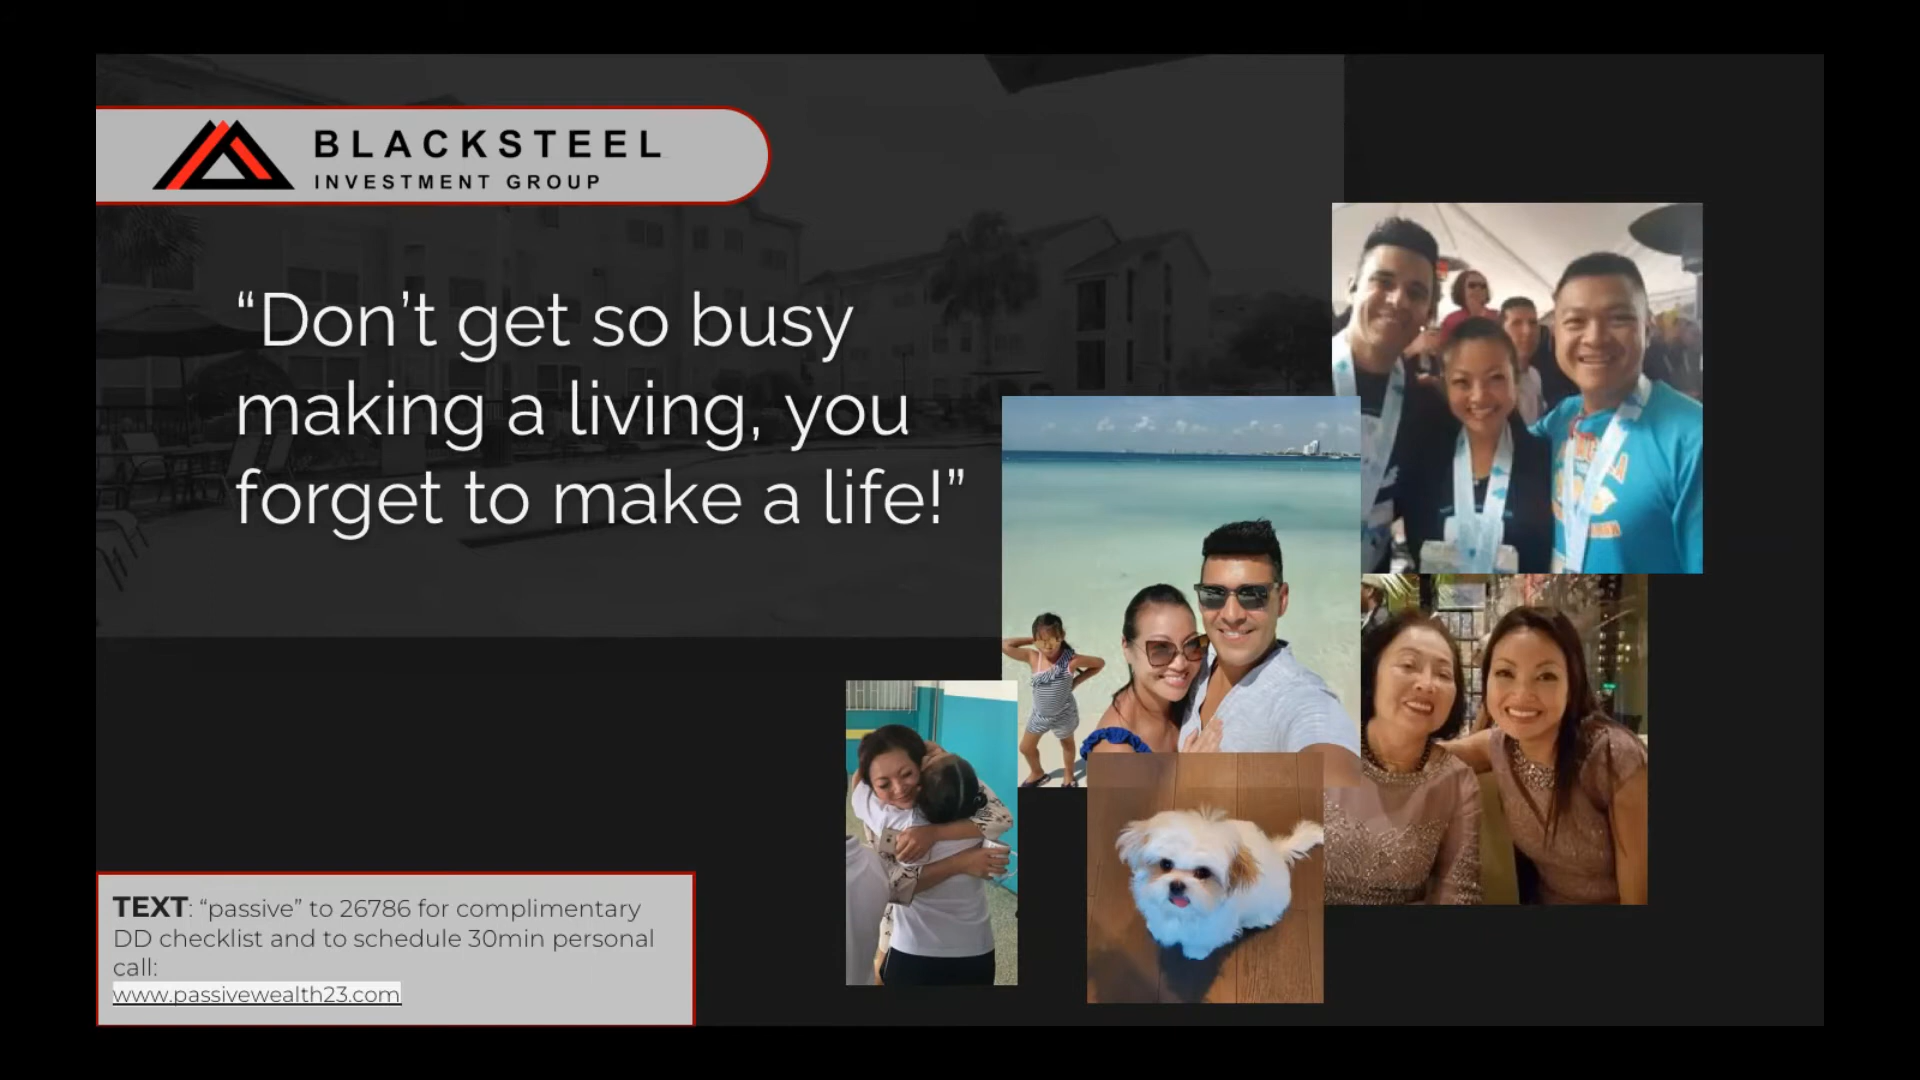 BLACKSTEEL
INVESTMENT GROUP
“Don’t get so busy
making a living, you
forget to make a life!”
TEXT: “passive” to 26786 for complimentary
DD checklist and to schedule 30min personal
call:
www.passivewealth23.com